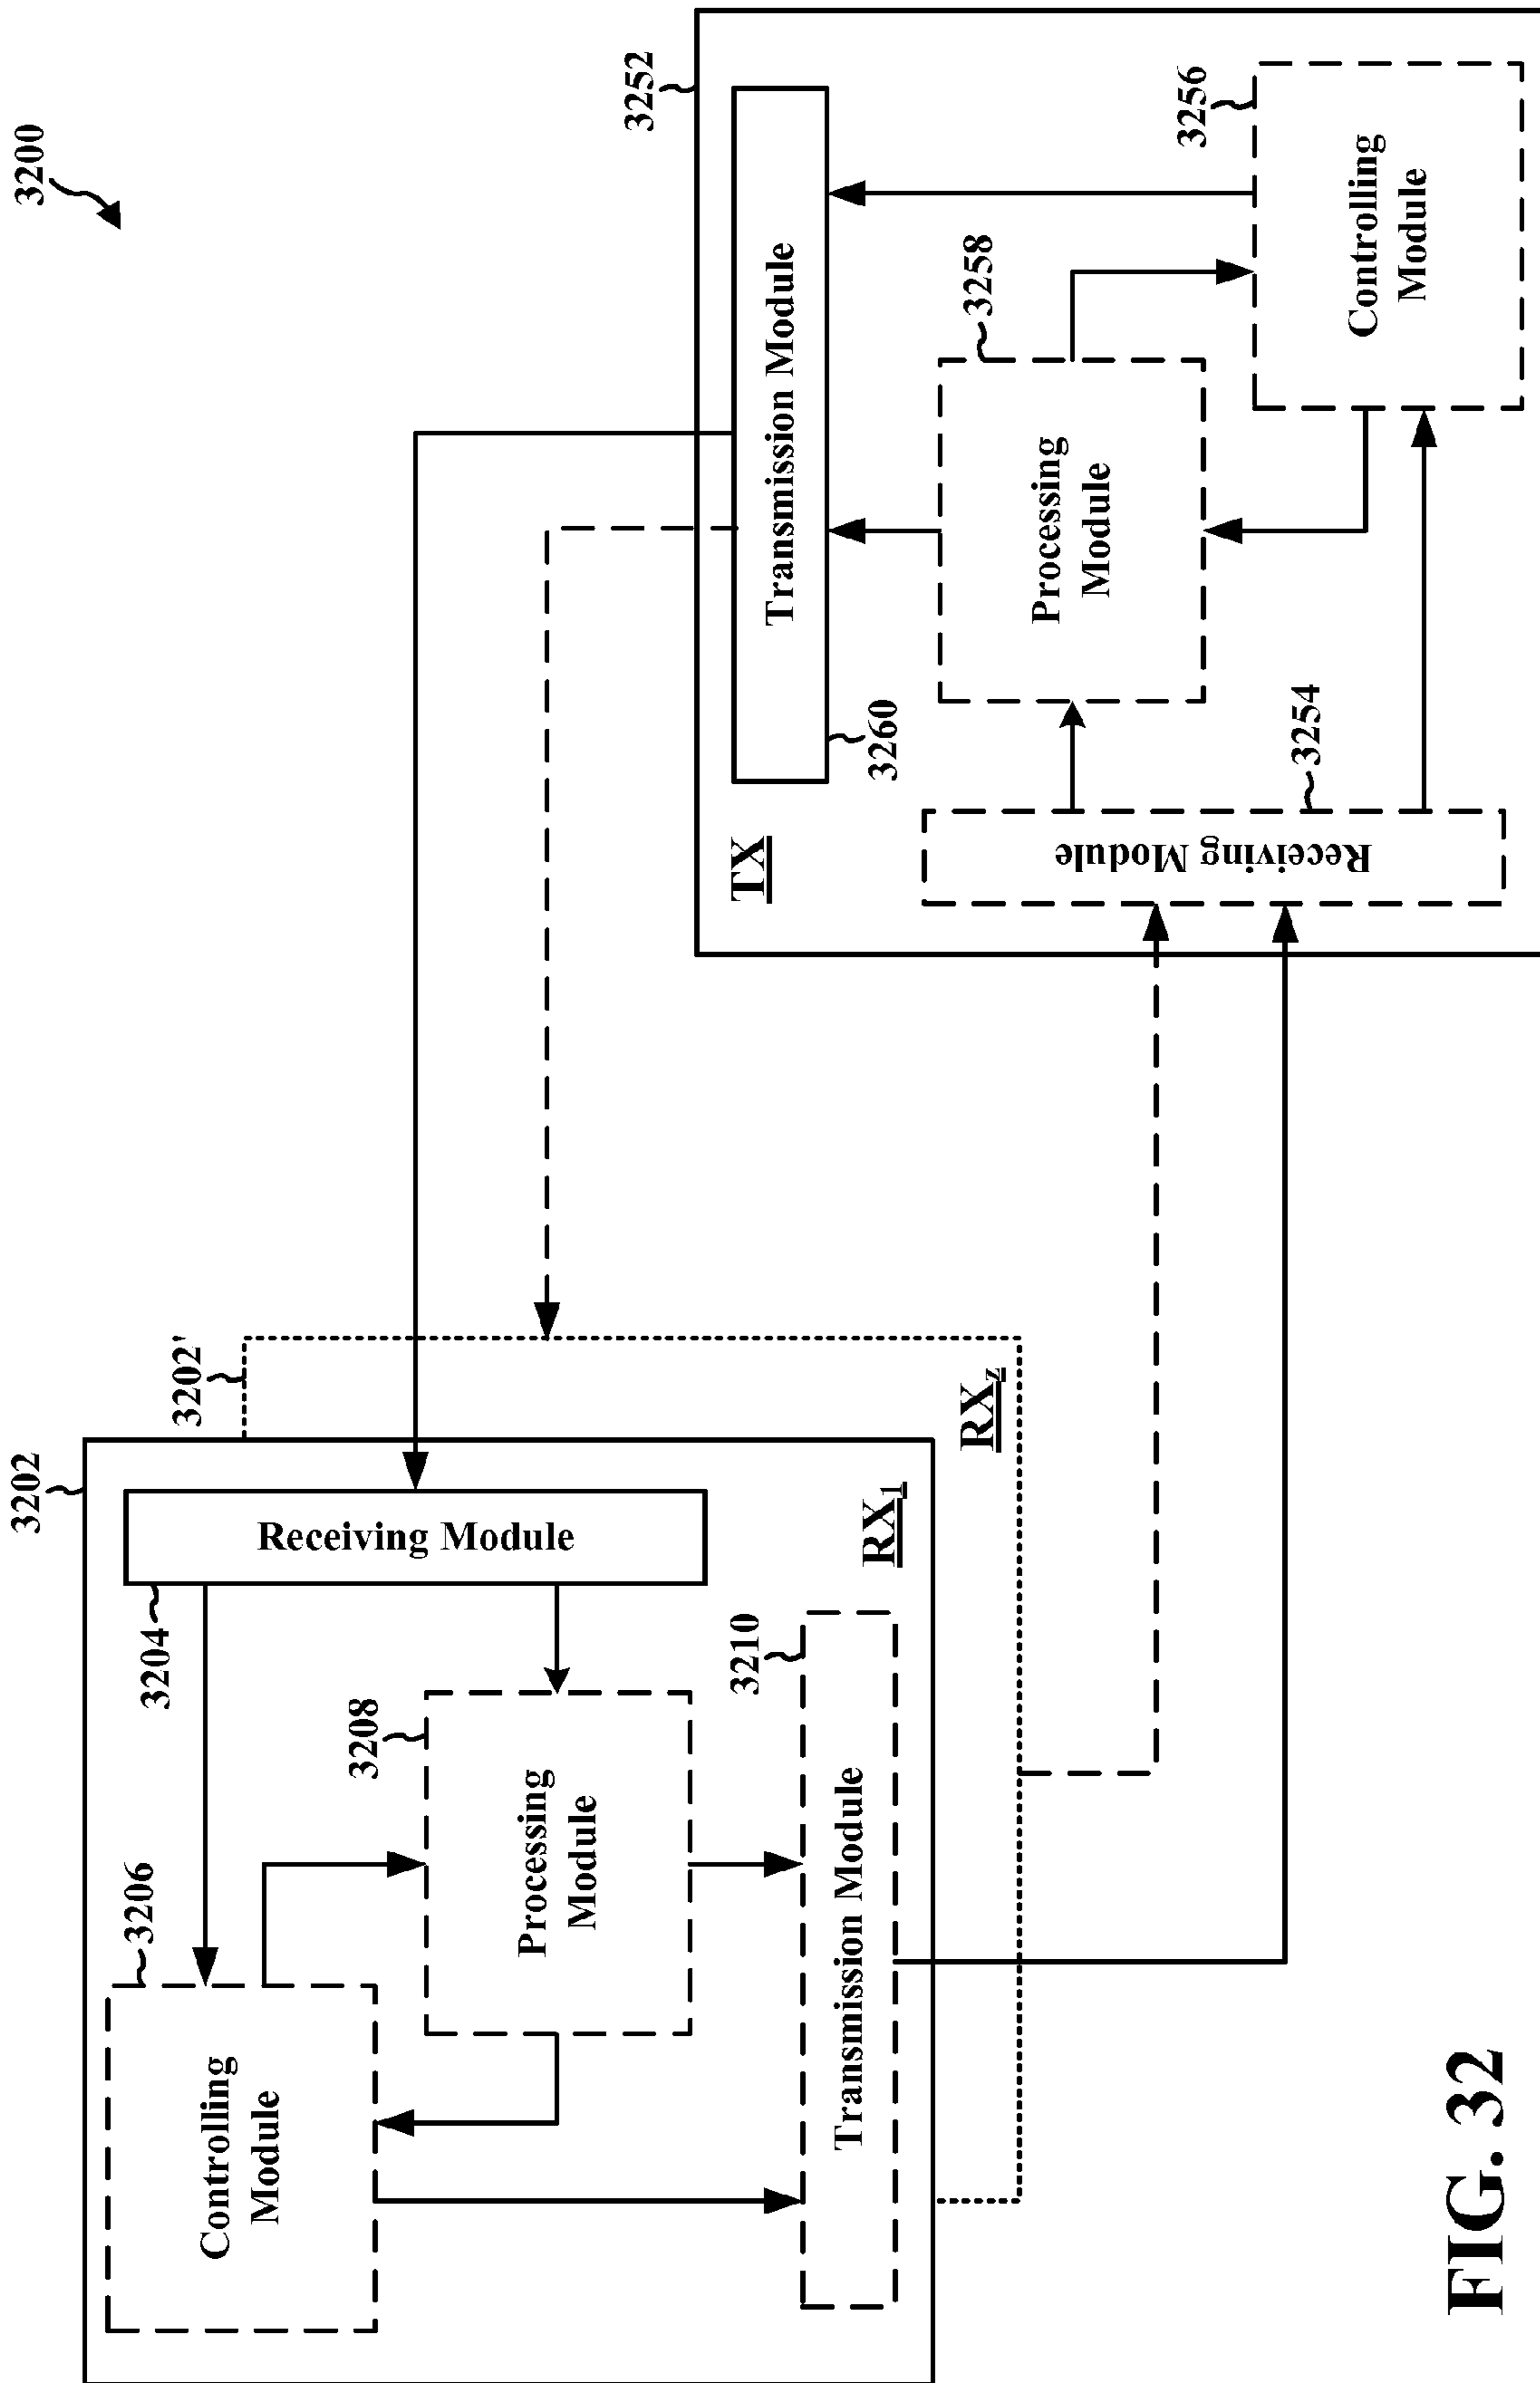 3200
3202
3202'
Receiving Module
3204
3206
Controlling
Module
3208
Processing
Module
3210
Transmission Module
RX1
RXz
3252
Transmission Module
3260
TX
3258
Processing
Module
3256
Controlling
Module
3254
Receiving Module
FIG. 32